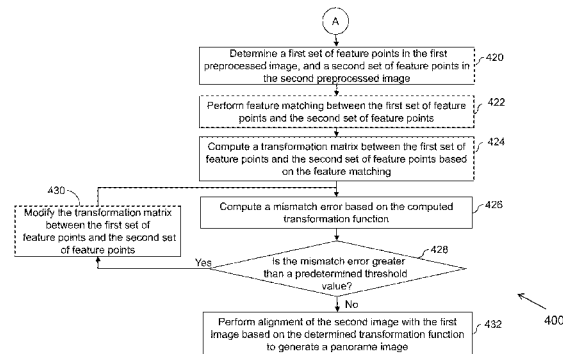 A
Determine a first set of feature points in the first
preprocessed image, and a second set of feature points in
the second preprocessed image
420
Perform feature matching between the first set of feature
points and the second set of feature points
422
Compute a transformation matrix between the first set of
feature points and the second set of feature points based
on the feature matching
424
430
Modify the transformation matrix
between the first set of
feature points and the second set
of feature points
Compute a mismatch error based on the computed
transformation function
426
428
Is the mismatch error greater
than a predetermined threshold
value?
Yes
No
Perform alignment of the second image with the first
image based on the determined transformation function
to generate a panorama image
432
400